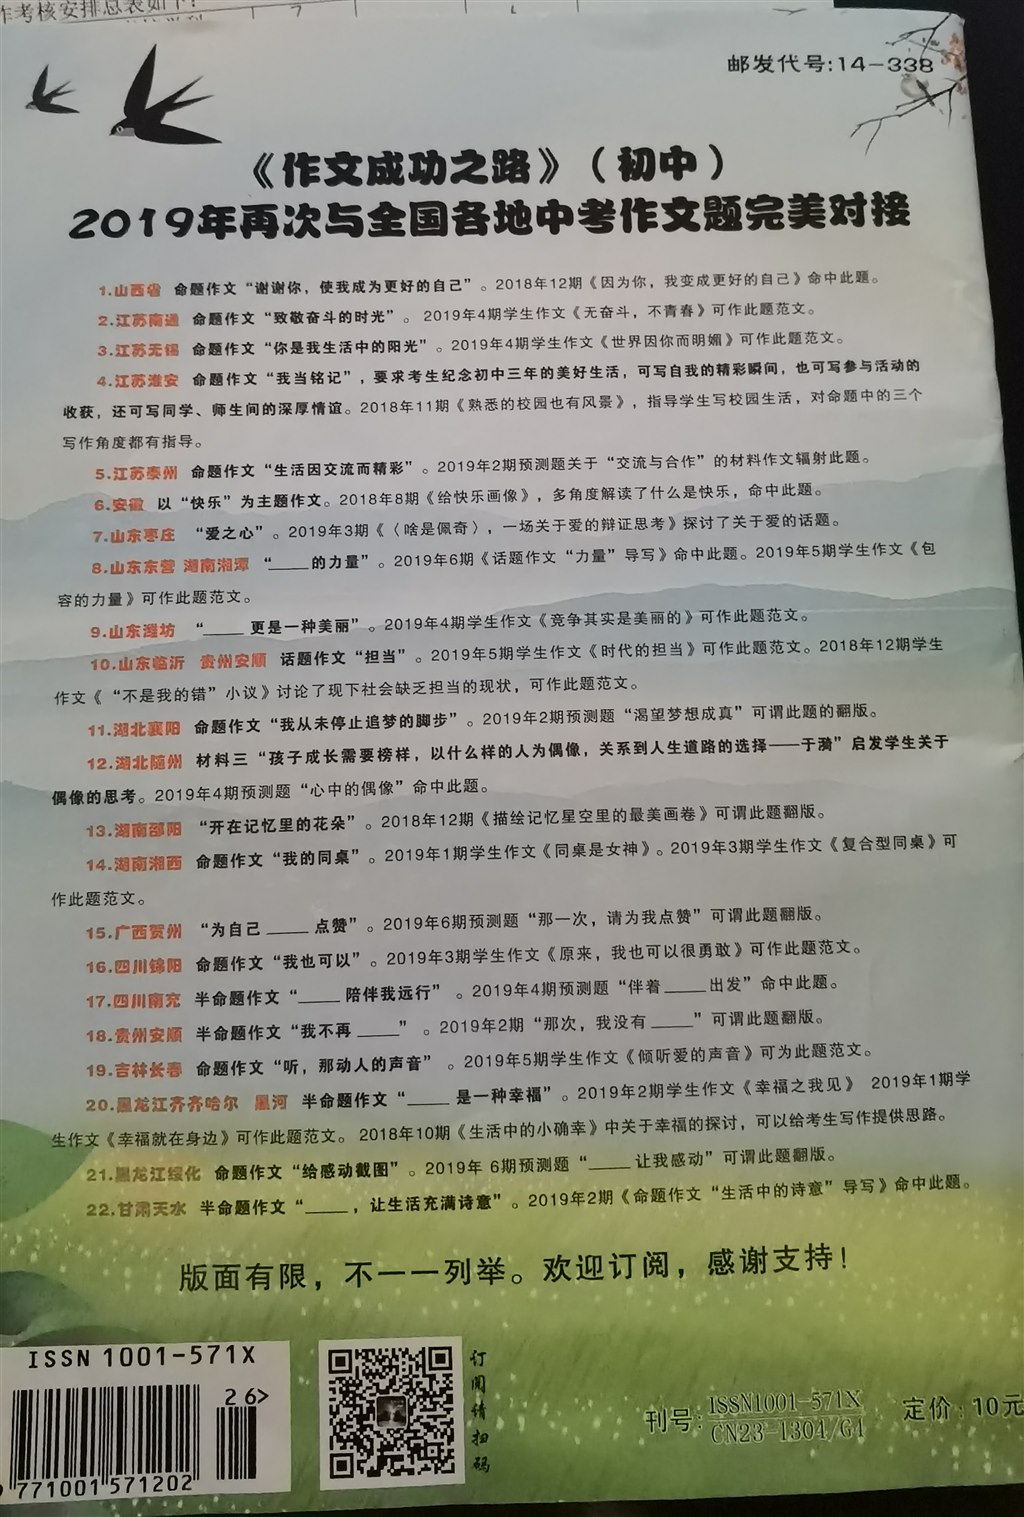 作考核安排总表如下：
邮发代号:14-338
《作文成功之路》（初中）
2019年再次与全国各地中考作文题完美对接
1.山西省 命题作文“谢谢你，使我成为更好的自己”。2018年12期《因为你，我变成更好的自己》命中此题。
2.江苏南通 命题作文“致敬奋斗的时光”。 2019年4期学生作文《无奋斗，不青春》可作此题范文。
3.江苏无锡 命题作文“你是我生活中的阳光”。2019年4期学生作文《世界因你而明媚》可作此题范文。
4.江苏淮安 命题作文“我当铭记”，要求考生纪念初中三年的美好生活，可写自我的精彩瞬间，也可写参与活动的
收获，还可写同学、师生间的深厚情谊。2018年11期《熟悉的校园也有风景》，指导学生写校园生活，对命题中的三个
写作角度都有指导。
5.江苏泰州 命题作文“生活因交流而精彩”。2019年2期预测题关于“交流与合作”的材料作文辐射此题。
6.安徽 以“快乐”为主题作文。2018年8期《给快乐画像》，多角度解读了什么是快乐，命中此题。
7.山东枣庄 “爱之心”。2019年3期《〈啥是佩奇〉，一场关于爱的辩证思考》探讨了关于爱的话题。
8.山东东营 湖南湘潭 “____的力量”。2019年6期《话题作文“力量”导写》命中此题。2019年5期学生作文《包
容的力量》可作此题范文。
9.山东潍坊 “____ 更是一种美丽”。2019年4期学生作文《竞争其实是美丽的》可作此题范文。
10.山东临沂 贵州安顺 话题作文“担当”。2019年5期学生作文《时代的担当》可作此题范文。2018年12期学生
作文《“不是我的错”小议》讨论了现下社会缺乏担当的现状，可作此题范文。
11.湖北襄阳 命题作文“我从未停止追梦的脚步”。2019年2期预测题“渴望梦想成真”可谓此题的翻版。
12.湖北随州 材料三“孩子成长需要榜样，以什么样的人为偶像，关系到人生道路的选择——于漪”启发学生关于
偶像的思考。2019年4期预测题“心中的偶像”命中此题。
13.湖南邵阳 “开在记忆里的花朵”。2018年12期《描绘记忆星空里的最美画卷》可谓此题翻版。
14.湖南湘西 命题作文“我的同桌”。2019年1期学生作文《同桌是女神》。2019年3期学生作文《复合型同桌》可
作此题范文。
15.广西贺州 “为自己 ____ 点赞”。2019年6期预测题“那一次，请为我点赞”可谓此题翻版。
16.四川锦阳 命题作文“我也可以”。2019年3期学生作文《原来，我也可以很勇敢》可作此题范文。
17.四川南充 半命题作文“____ 陪伴我远行” 。2019年4期预测题“伴着____出发”命中此题。
18.贵州安顺 半命题作文“我不再 ____” 。2019年2期“那次，我没有 ____”可谓此题翻版。
19.吉林长春 命题作文“听，那动人的声音” 。2019年5期学生作文《倾听爱的声音》可为此题范文。
20.黑龙江齐齐哈尔 黑河 半命题作文“____ 是一种幸福”。2019年2期学生作文《幸福之我见》 2019年1期学
生作文《幸福就在身边》可作此题范文。 2018年10期《生活中的小确幸》中关于幸福的探讨，可以给考生写作提供思路。
21.黑龙江绥化 命题作文“给感动截图”。2019年 6期预测题“____让我感动”可谓此题翻版。
22.甘肃天水 半命题作文“____，让生活充满诗意”。2019年2期《命题作文“生活中的诗意”导写》命中此题。
版面有限，不一一列举。欢迎订阅，感谢支持！
ISSN 1001-571X
26>
9 771001 571202
订阅请扫码
刊号: ISSN1001-571X
CN23-1304/G4
定价：10元